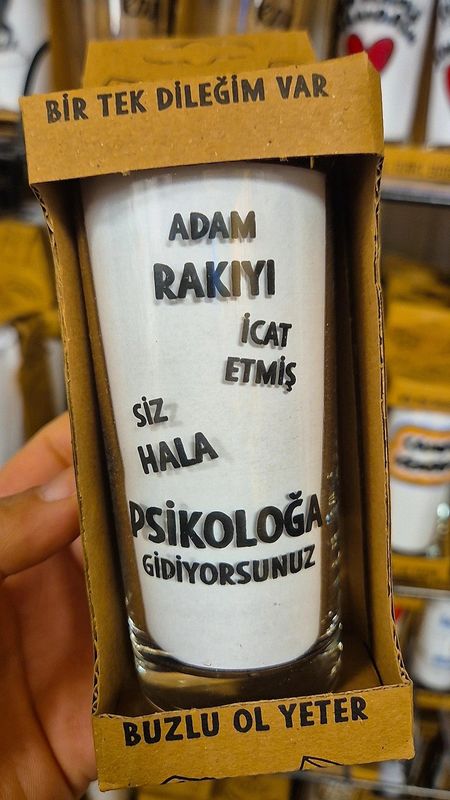 BİR TEK DİLEĞİM VAR
ADAM
RAKIYI
İCAT
ETMİŞ
SİZ
HALA
PSİKOLOĞA
GİDİYORSUNUZ
BUZLU OL YETER